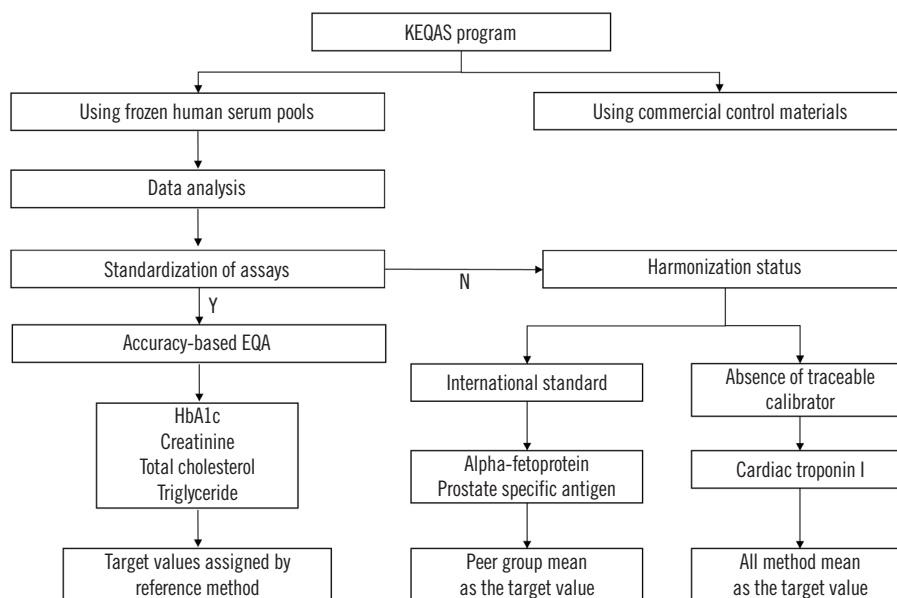 KEQAS program
Using frozen human serum pools
Using commercial control materials
Data analysis
Standardization of assays
N
Harmonization status
Y
Accuracy-based EQA
International standard
Absence of traceable
calibrator
HbA1c
Creatinine
Total cholesterol
Triglyceride
Alpha-fetoprotein
Prostate specific antigen
Cardiac troponin I
Target values assigned by
reference method
Peer group mean
as the target value
All method mean
as the target value